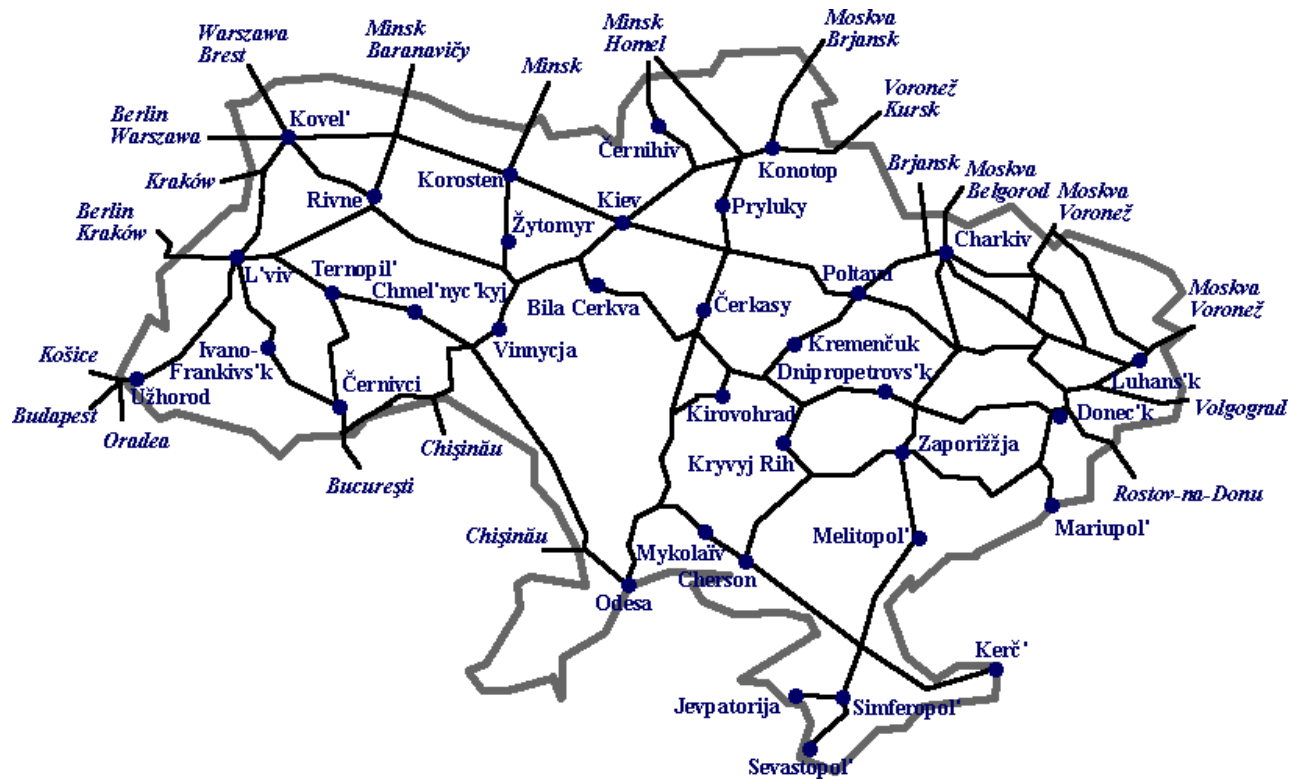 Warszawa
Brest
Minsk
Baranavičy
Minsk
Minsk
Homel
Moskva
Brjansk
Voronež
Kursk
Berlin
Warszawa
Kovel'
Černihiv
Konotop
Kraków
Rivne
Korosten
Kiev
Pryluky
Brjansk
Moskva
Belgorod
Moskva
Voronež
Berlin
Kraków
Žytomyr
Charkiv
L'viv
Ternopil'
Chmel'nyc'kyj
Bila Cerkva
Poltava
Čerkasy
Moskva
Voronež
Košice
Ivano-
Frankivs'k
Vinnycja
Kremenčuk
Užhorod
Černivci
Dnipropetrovs'k
Luhans'k
Budapest
Oradea
Chişinău
Kirovohrad
Donec'k
Volgograd
Bucureşti
Kryvyj Rih
Zaporižžja
Rostov-na-Donu
Mariupol'
Chişinău
Mykolaïv
Cherson
Melitopol'
Odesa
Kerč'
Jevpatorija
Simferopol'
Sevastopol'